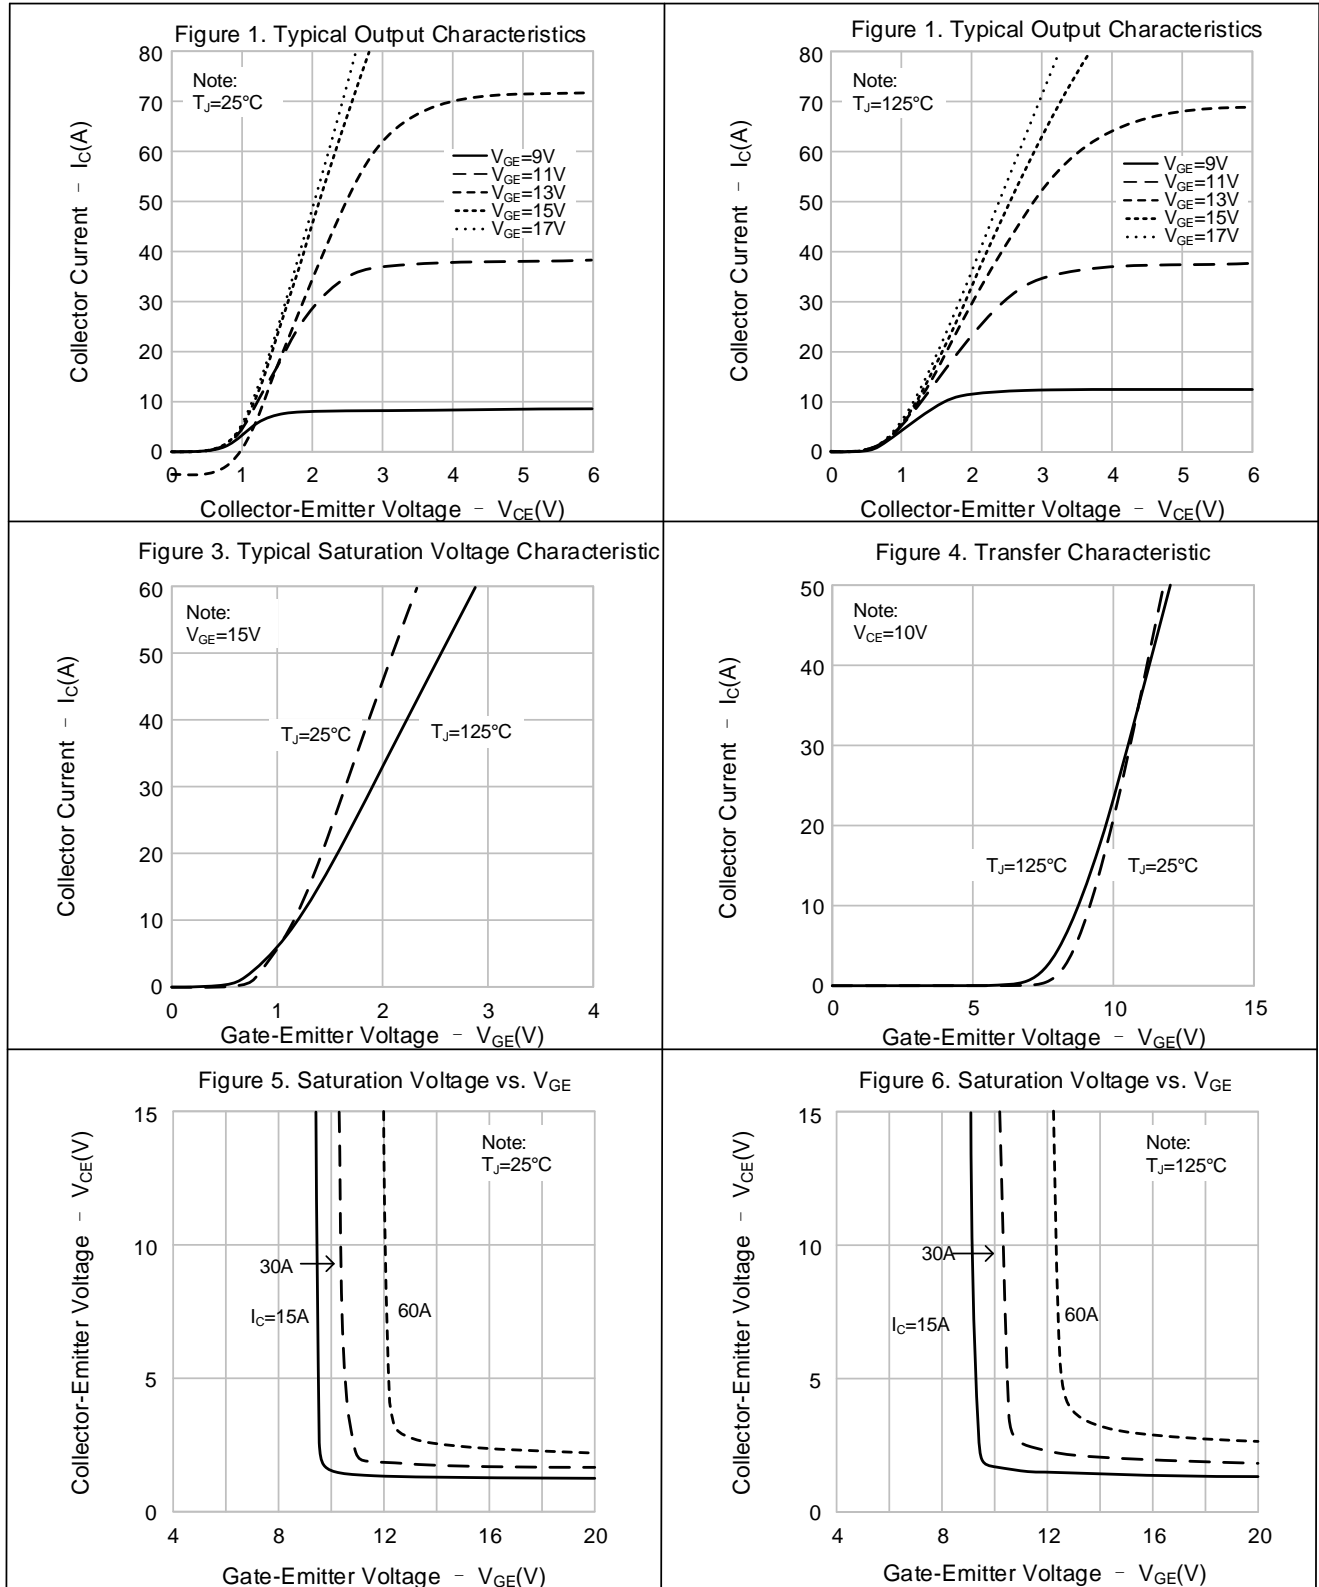 Figure 1. Typical Output Characteristics
80
70
60
50
40
30
20
10
0
Collector Current － IC(A)
Note:
TJ=25°C
VGE=9V
VGE=11V
VGE=13V
VGE=15V
VGE=17V
0 1 2 3 4 5 6
Collector-Emitter Voltage － VCE(V)
Figure 1. Typical Output Characteristics
80
70
60
50
40
30
20
10
0
Collector Current － IC(A)
Note:
TJ=125°C
VGE=9V
VGE=11V
VGE=13V
VGE=15V
VGE=17V
0 1 2 3 4 5 6
Collector-Emitter Voltage － VCE(V)
Figure 3. Typical Saturation Voltage Characteristic
60
50
40
30
20
10
0
Collector Current － IC(A)
Note:
VGE=15V
TJ=25°C
TJ=125°C
0 1 2 3 4
Gate-Emitter Voltage － VGE(V)
Figure 4. Transfer Characteristic
50
40
30
20
10
0
Collector Current － IC(A)
Note:
VCE=10V
TJ=125°C
TJ=25°C
0 5 10 15
Gate-Emitter Voltage － VGE(V)
Figure 5. Saturation Voltage vs. VGE
15
10
5
0
Collector-Emitter Voltage － VCE(V)
Note:
TJ=25°C
30A
IC=15A
60A
4 8 12 16 20
Gate-Emitter Voltage － VGE(V)
Figure 6. Saturation Voltage vs. VGE
15
10
5
0
Collector-Emitter Voltage － VCE(V)
Note:
TJ=125°C
30A
IC=15A
60A
4 8 12 16 20
Gate-Emitter Voltage － VGE(V)